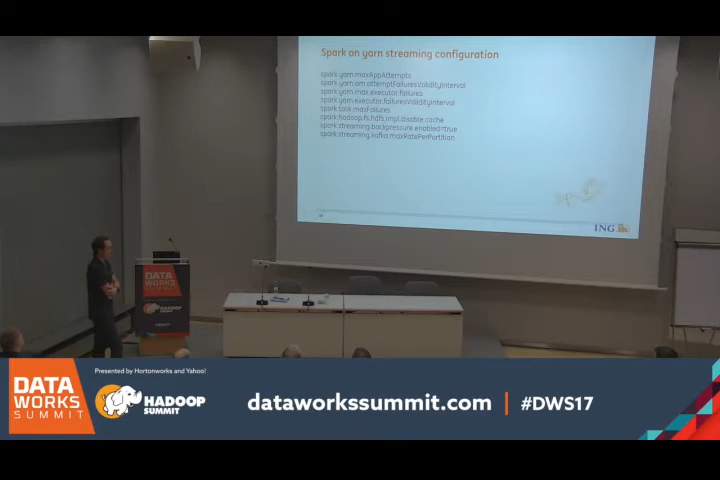 Spark on yarn streaming configuration
spark.yarn.maxAppAttempts
spark.yarn.am.attemptFailuresValidityInterval
spark.yarn.max.executor.failures
spark.yarn.executor.failuresValidityInterval
spark.task.maxFailures
spark.hadoop.fs.hdfs.impl.disable.cache
spark.streaming.backpressure.enabled=true
spark.streaming.kafka.maxRatePerPartition
ING
DATA
WORKS
SUMMIT
HADOOP
SUMMIT
Presented by Hortonworks and Yahoo!
DATA
WORKS
SUMMIT
HADOOP
SUMMIT
dataworkssummit.com
#DWS17